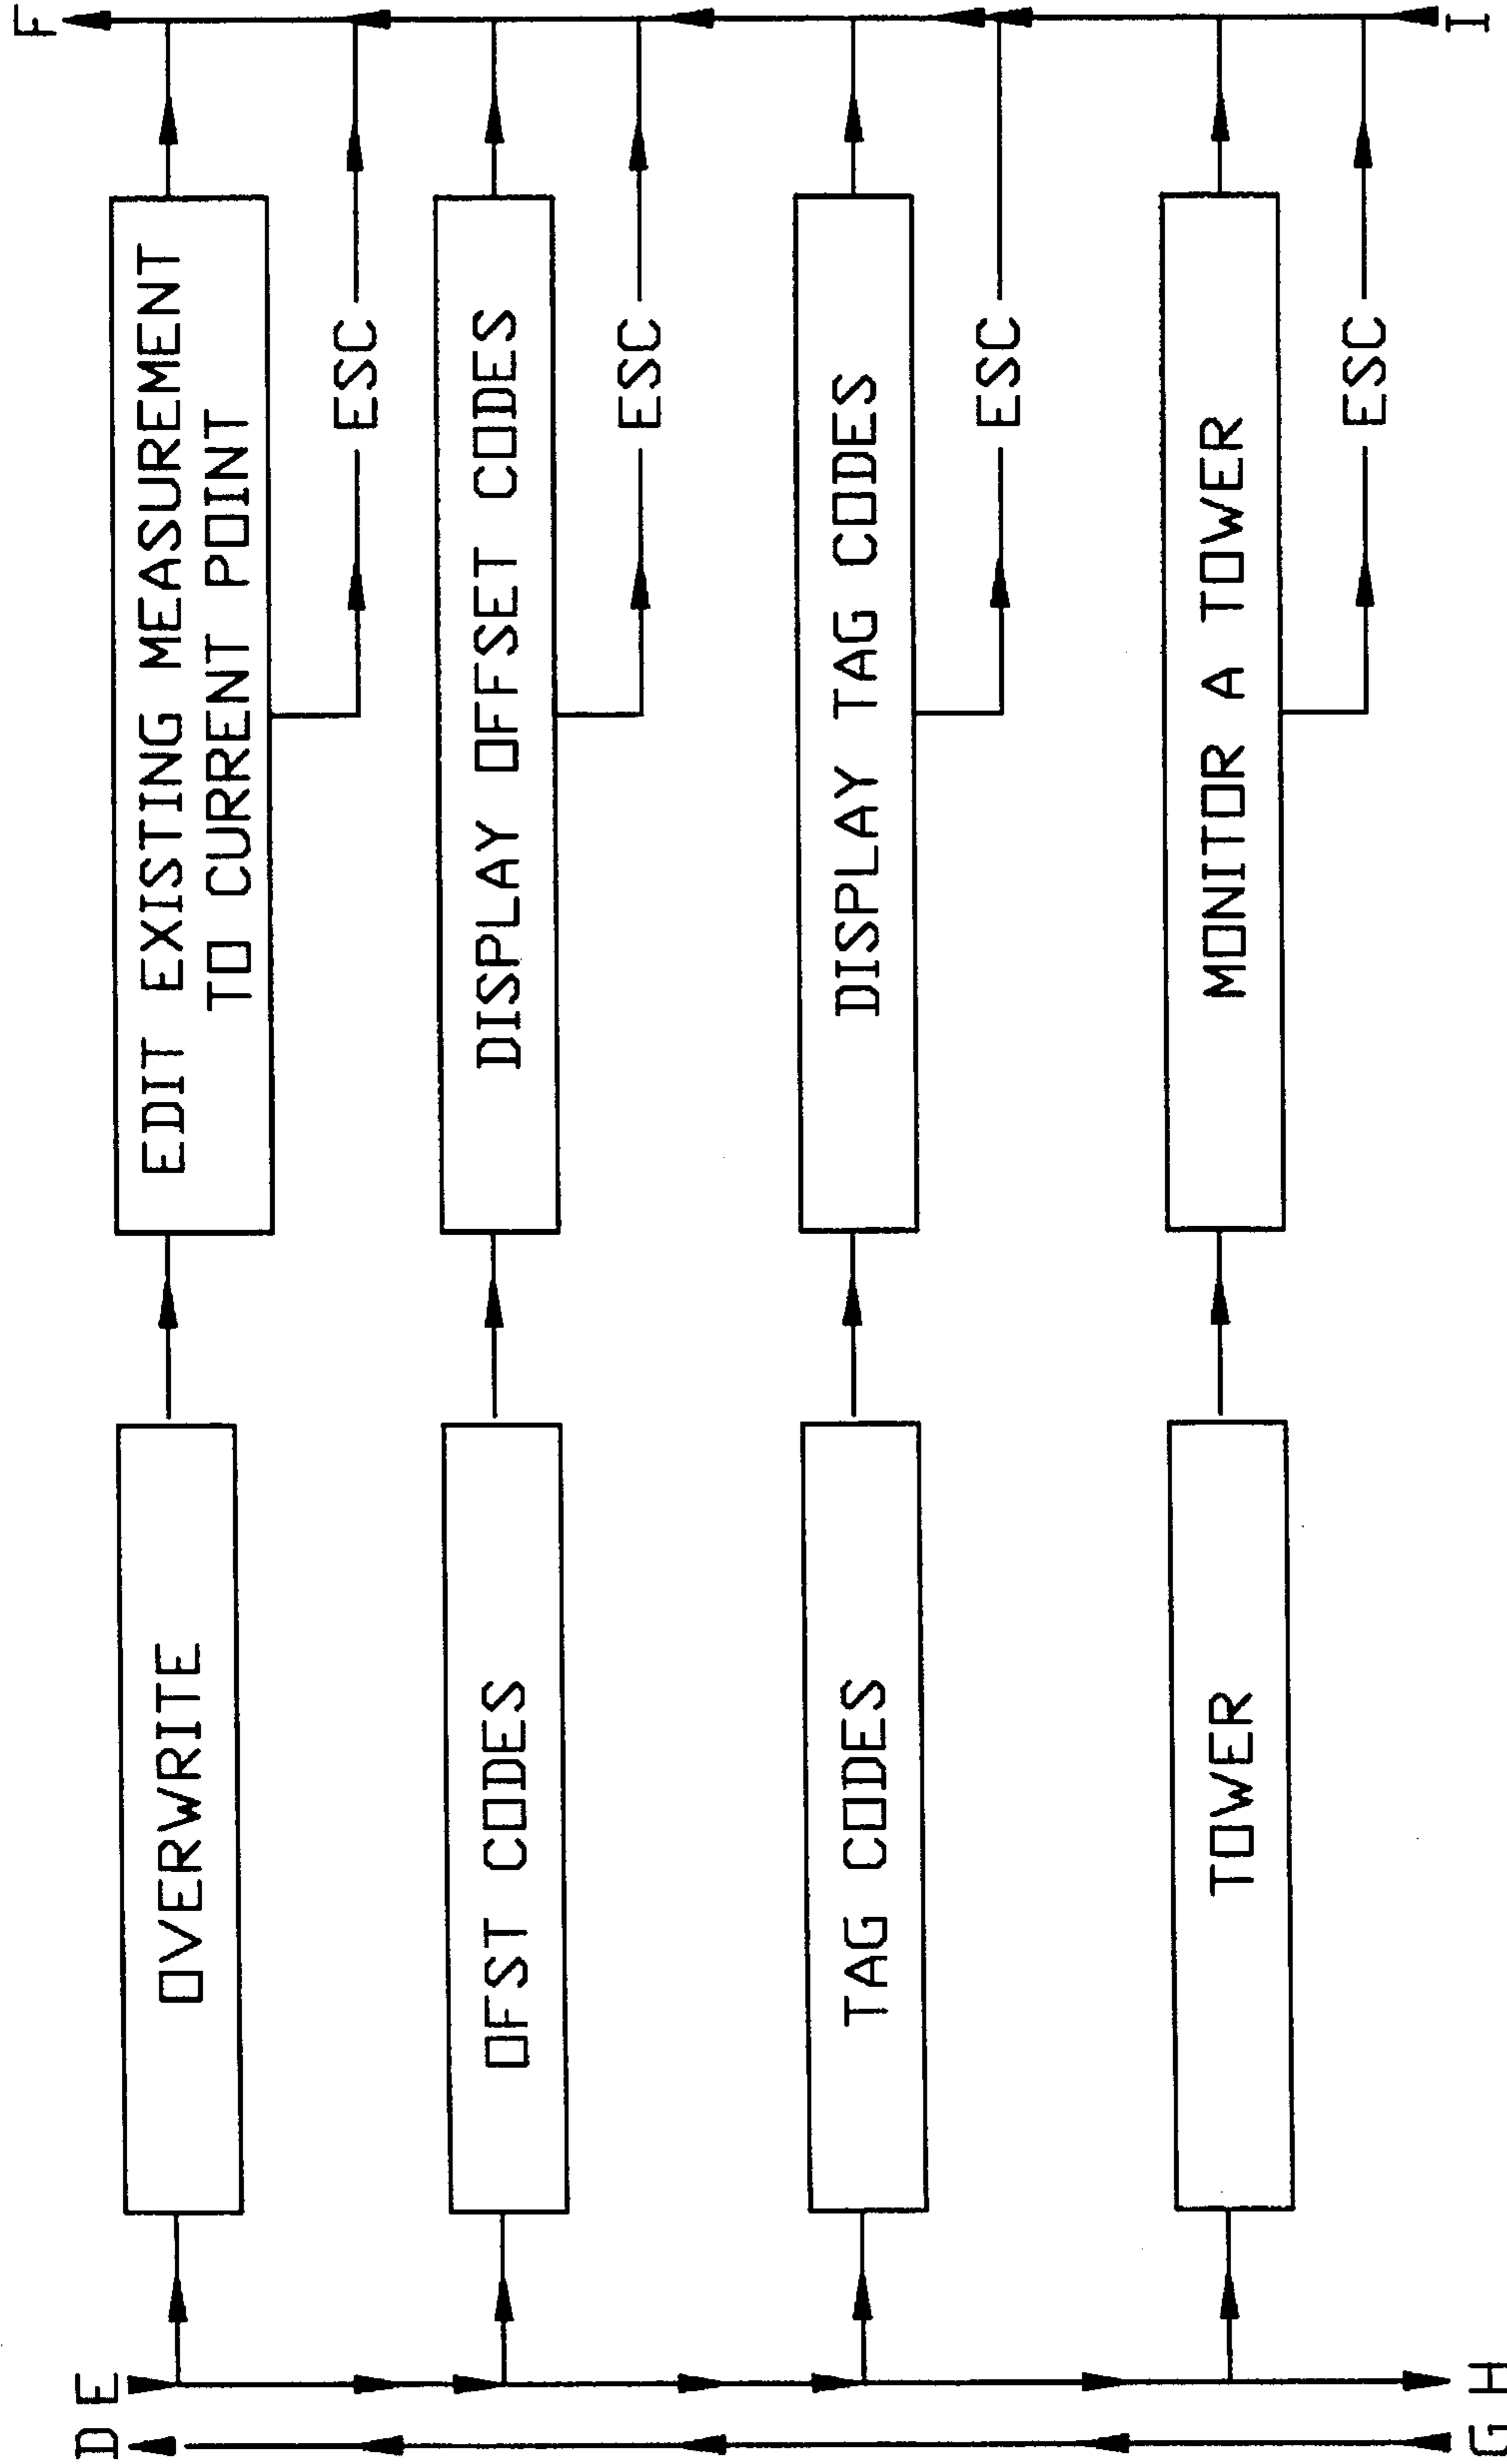 D E
OVERWRITE
EDIT EXISTING MEASUREMENT
TO CURRENT POINT
F
ESC
OFST CODES
DISPLAY OFFSET CODES
ESC
TAG CODES
DISPLAY TAG CODES
ESC
TOWER
MONITOR A TOWER
ESC
G H
I